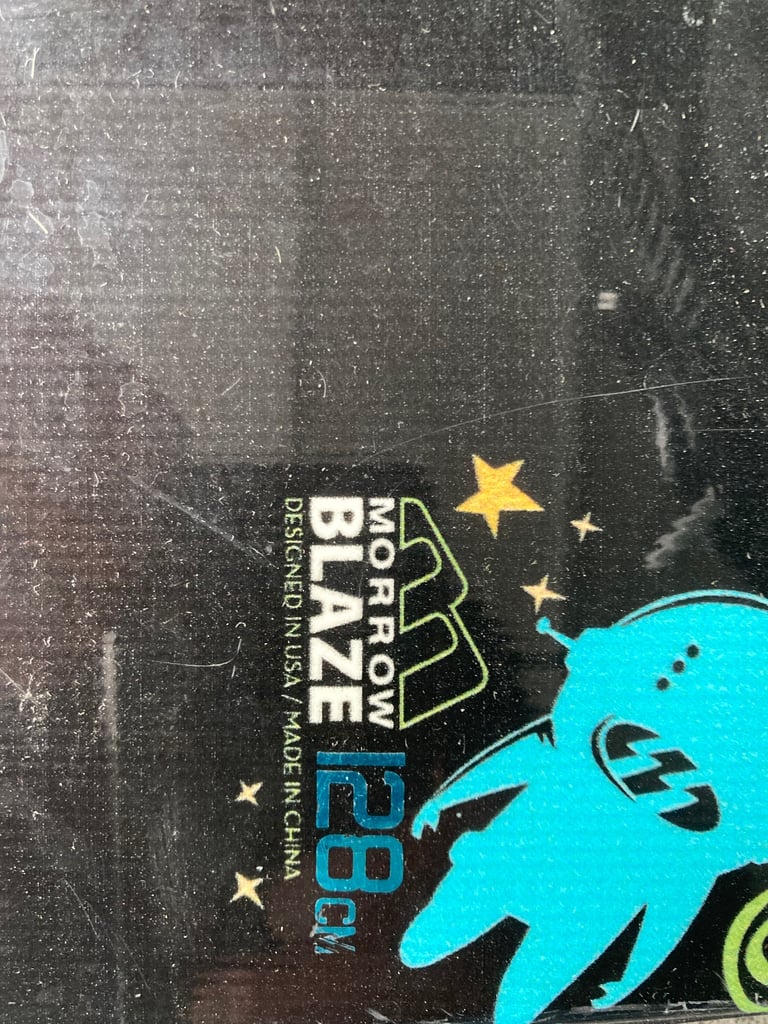 MORROW
BLAZE 128CM
DESIGNED IN USA / MADE IN CHINA